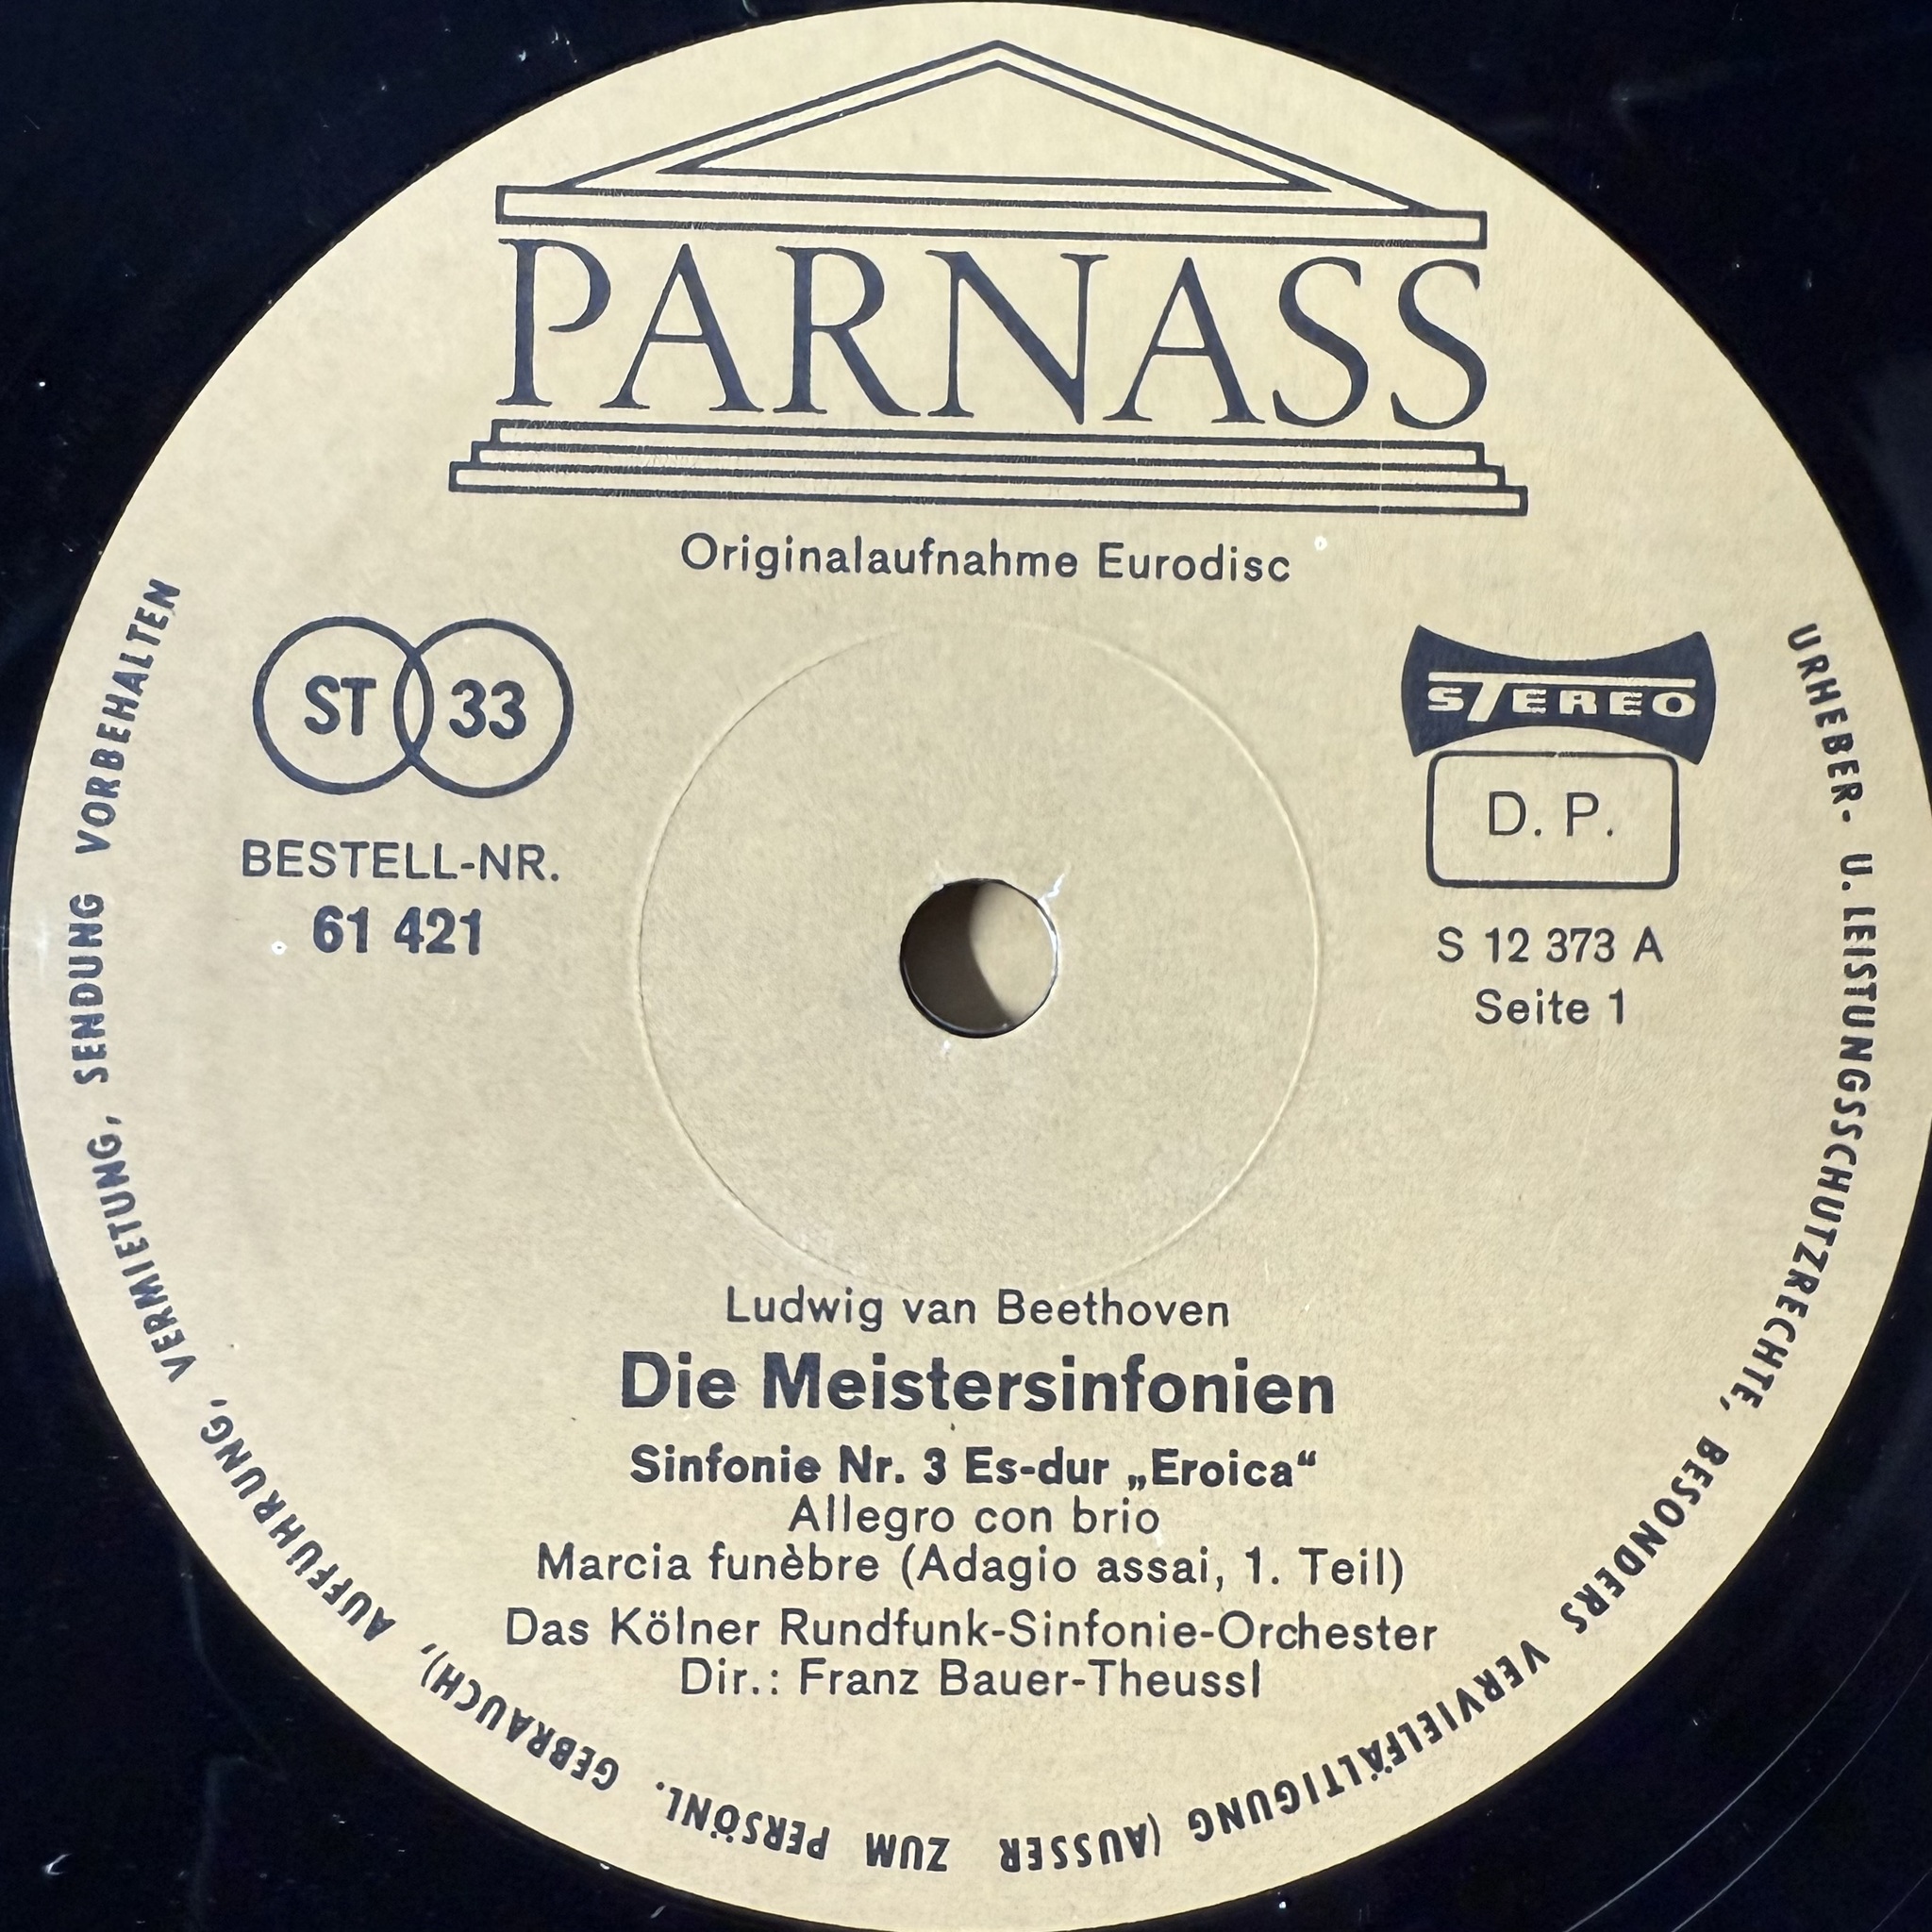 PARNASS
Originalaufnahme Eurodisc
ST 33
BESTELL-NR.
61 421
STEREO
D. P.
S 12 373 A
Seite 1
Ludwig van Beethoven
Die Meistersinfonien
Sinfonie Nr. 3 Es-dur „Eroica“
Allegro con brio
Marcia funèbre (Adagio assai, 1. Teil)
Das Kölner Rundfunk-Sinfonie-Orchester
Dir.: Franz Bauer-Theussl
URHEBER- U. LEISTUNGSSCHUTZRECHTE, BESONDERS VERVIELFÄLTIGUNG (AUSSER ZUM PERSÖNL. GEBRAUCH), AUFFÜHRUNG, VERMIETUNG, SENDUNG VORBEHALTEN